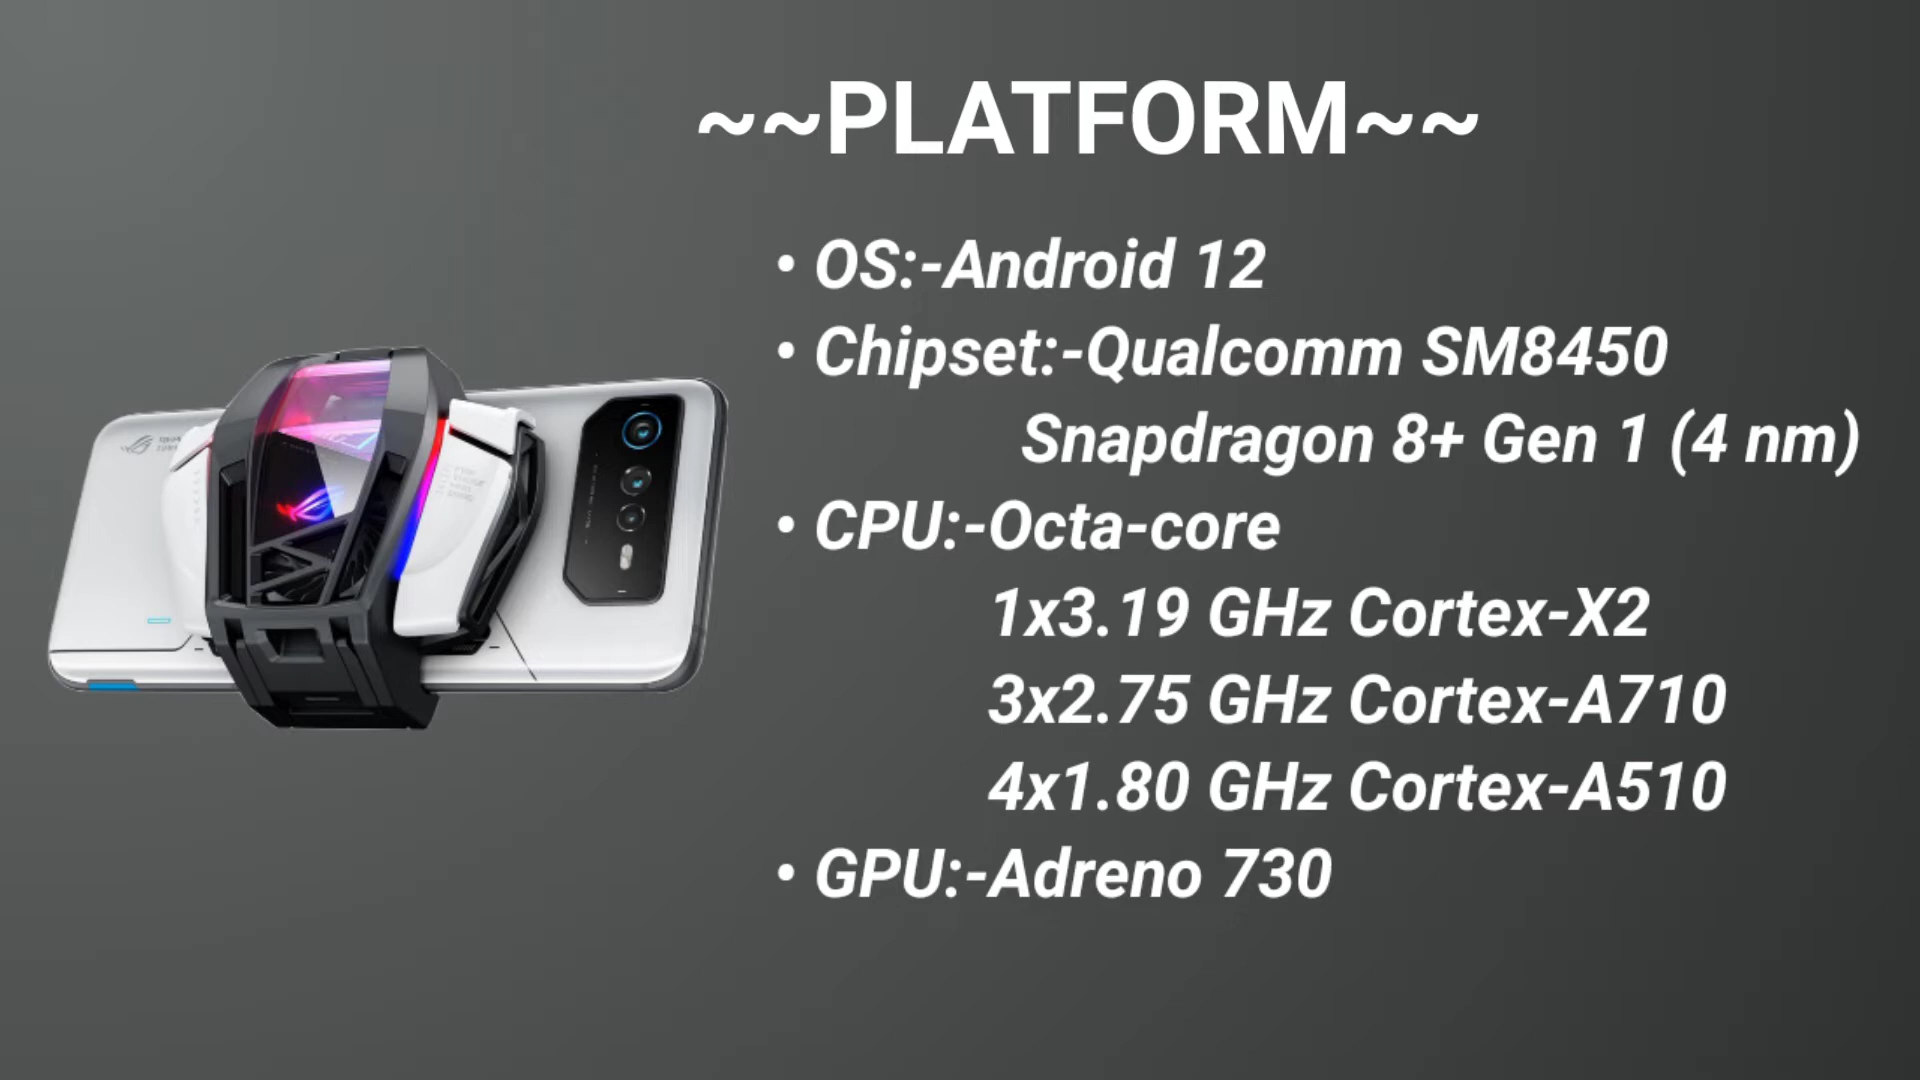 ~~PLATFORM~~
• OS:-Android 12
• Chipset:-Qualcomm SM8450
Snapdragon 8+ Gen 1 (4 nm)
• CPU:-Octa-core
1x3.19 GHz Cortex-X2
3x2.75 GHz Cortex-A710
4x1.80 GHz Cortex-A510
• GPU:-Adreno 730